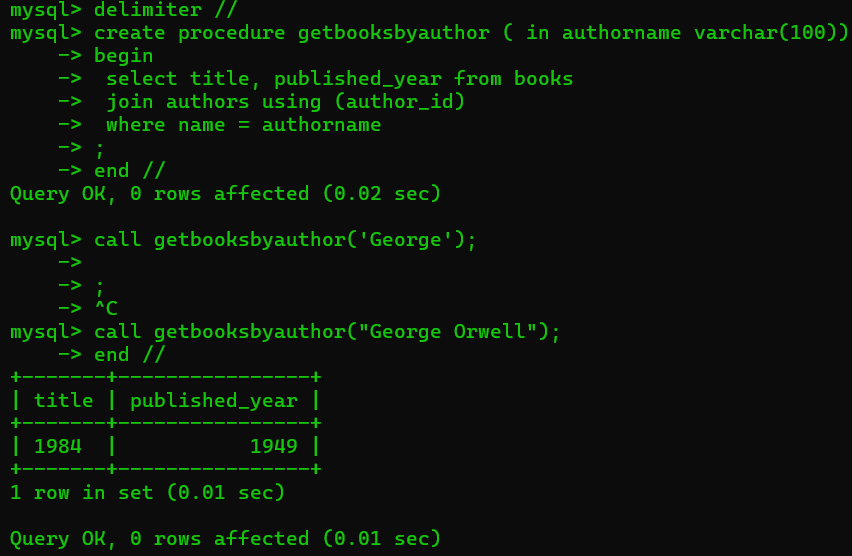 mysql> delimiter //
mysql> create procedure getbooksbyauthor ( in authorname varchar(100))
    -> begin
    ->  select title, published_year from books
    ->  join authors using (author_id)
    ->  where name = authorname
    -> ;
    -> end //
Query OK, 0 rows affected (0.02 sec)

mysql> call getbooksbyauthor('George');
    ->
    -> ;
    -> ^C
mysql> call getbooksbyauthor("George Orwell");
    -> end //
+-------+----------------+
| title | published_year |
+-------+----------------+
| 1984  |           1949 |
+-------+----------------+
1 row in set (0.01 sec)

Query OK, 0 rows affected (0.01 sec)